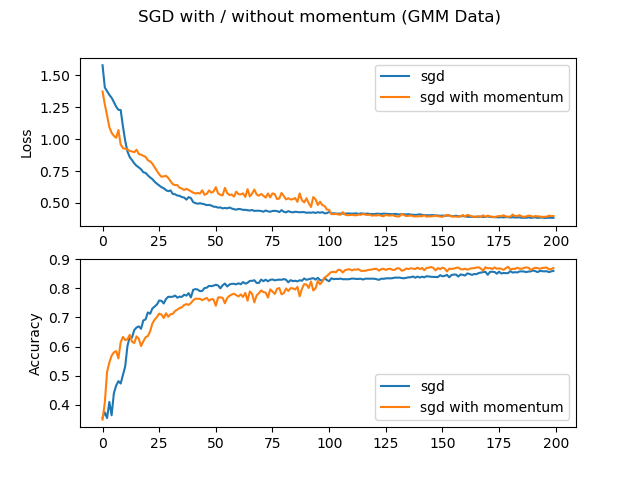 SGD with / without momentum (GMM Data)
1.50
1.25
1.00
0.75
0.50
Loss
sgd
sgd with momentum
0 25 50 75 100 125 150 175 200
0.9
0.8
0.7
0.6
0.5
0.4
Accuracy
sgd
sgd with momentum
0 25 50 75 100 125 150 175 200